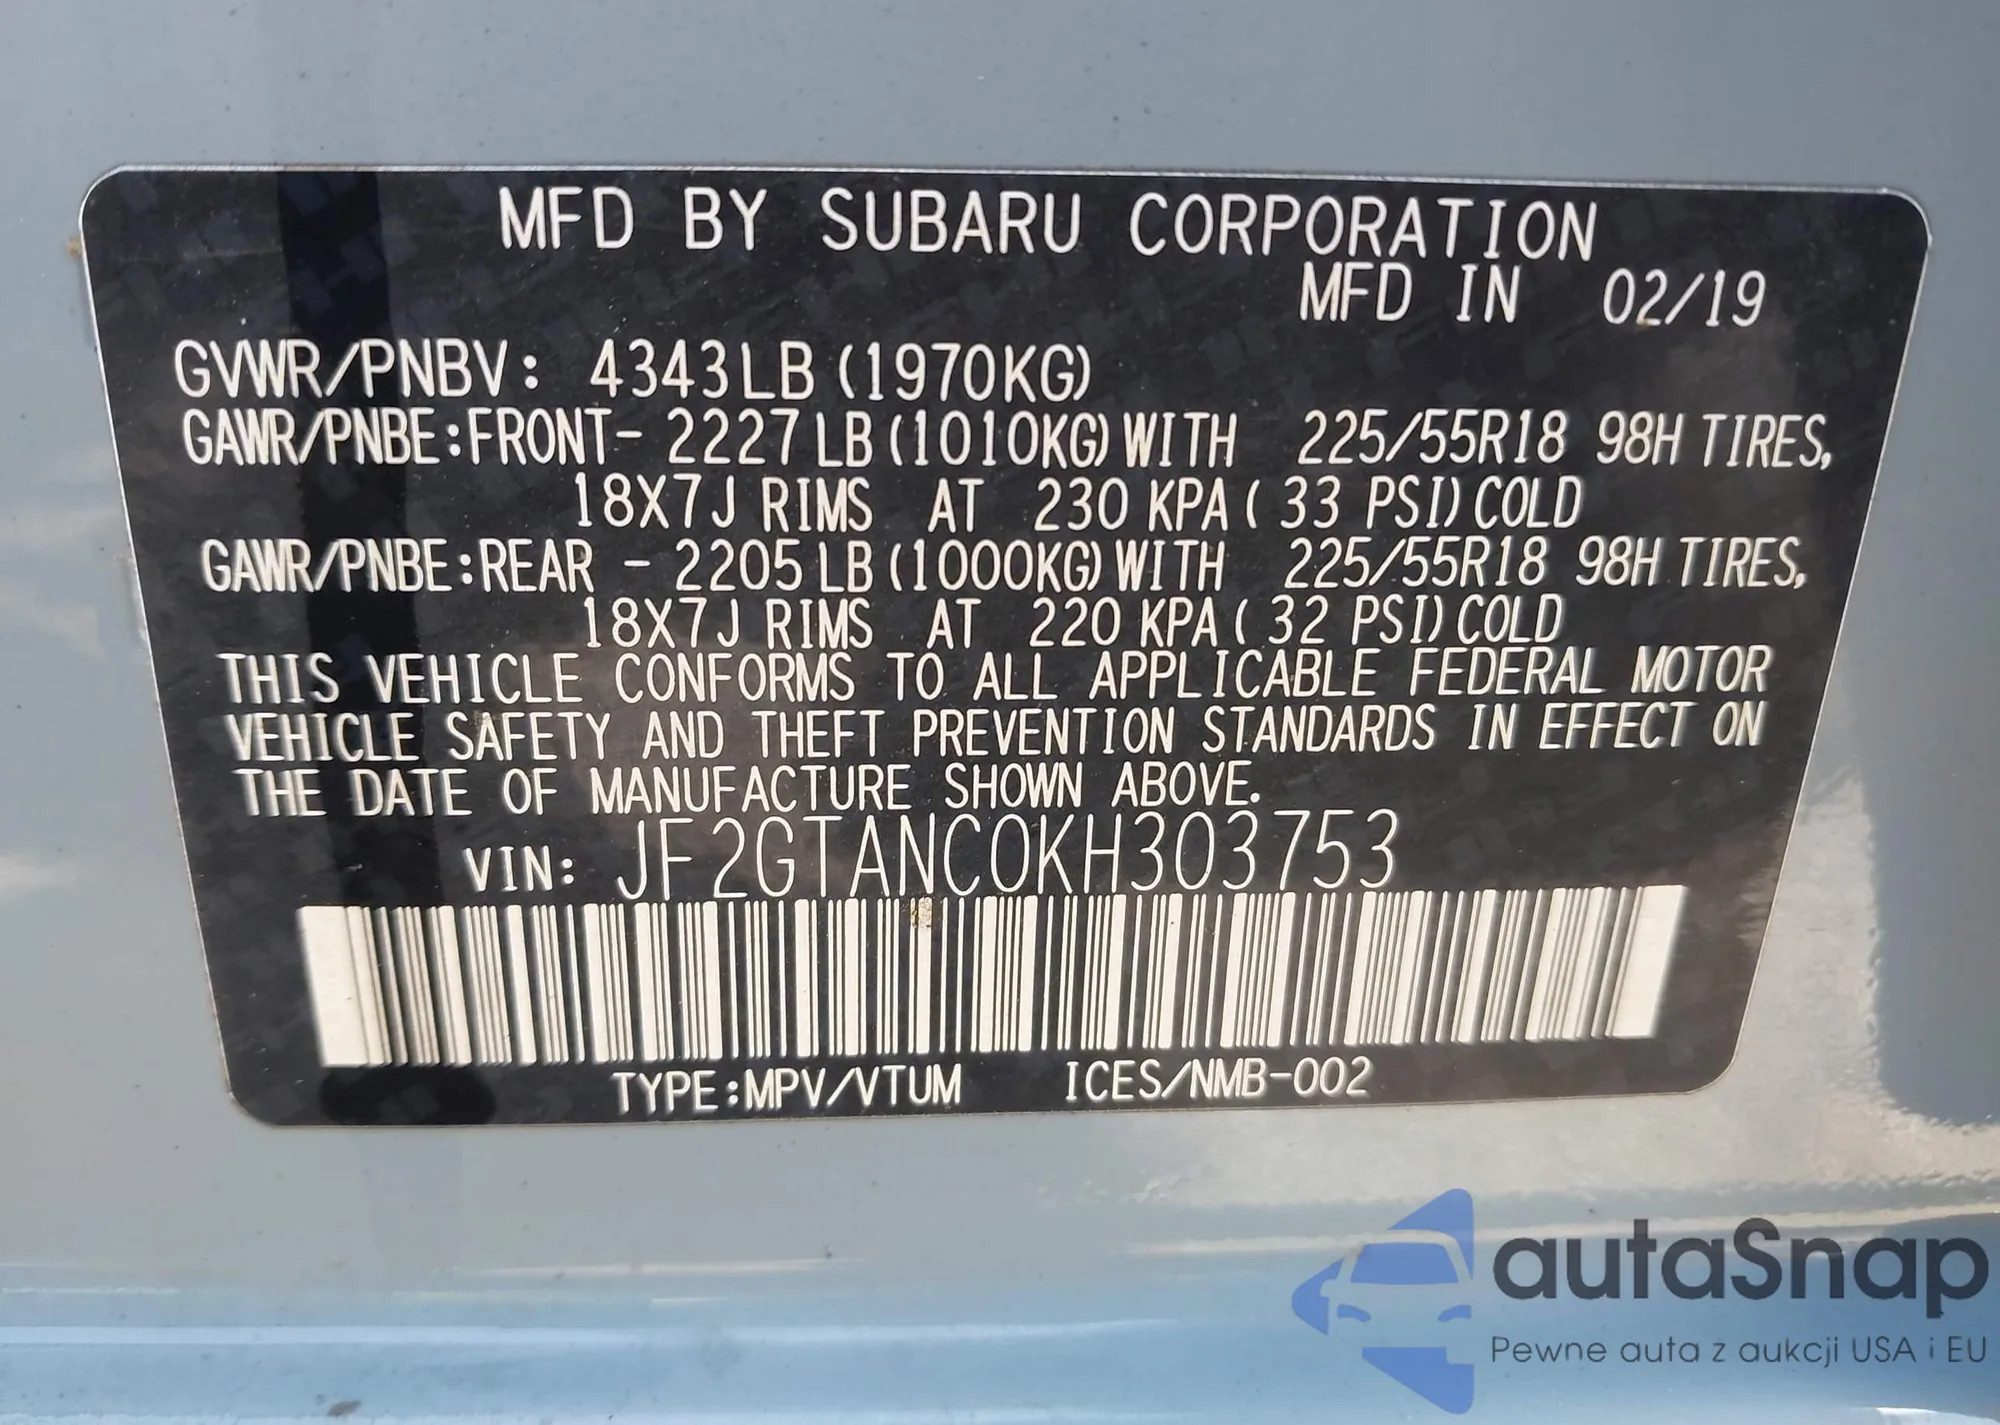 MFD BY SUBARU CORPORATION
MFD IN 02/19
GVWR/PNBV: 4343LB (1970KG)
GAWR/PNBE:FRONT- 2227LB (1010KG) WITH 225/55R18 98H TIRES,
18X7J RIMS AT 230 KPA ( 33 PSI) COLD
GAWR/PNBE:REAR - 2205LB (1000KG) WITH 225/55R18 98H TIRES,
18X7J RIMS AT 220 KPA ( 32 PSI) COLD
THIS VEHICLE CONFORMS TO ALL APPLICABLE FEDERAL MOTOR
VEHICLE SAFETY AND THEFT PREVENTION STANDARDS IN EFFECT ON
THE DATE OF MANUFACTURE SHOWN ABOVE.
VIN: JF2GTANC0KH303753
TYPE:MPV/VTUM ICES/NMB-002
autaSnap
Pewne auta z aukcji USA i EU